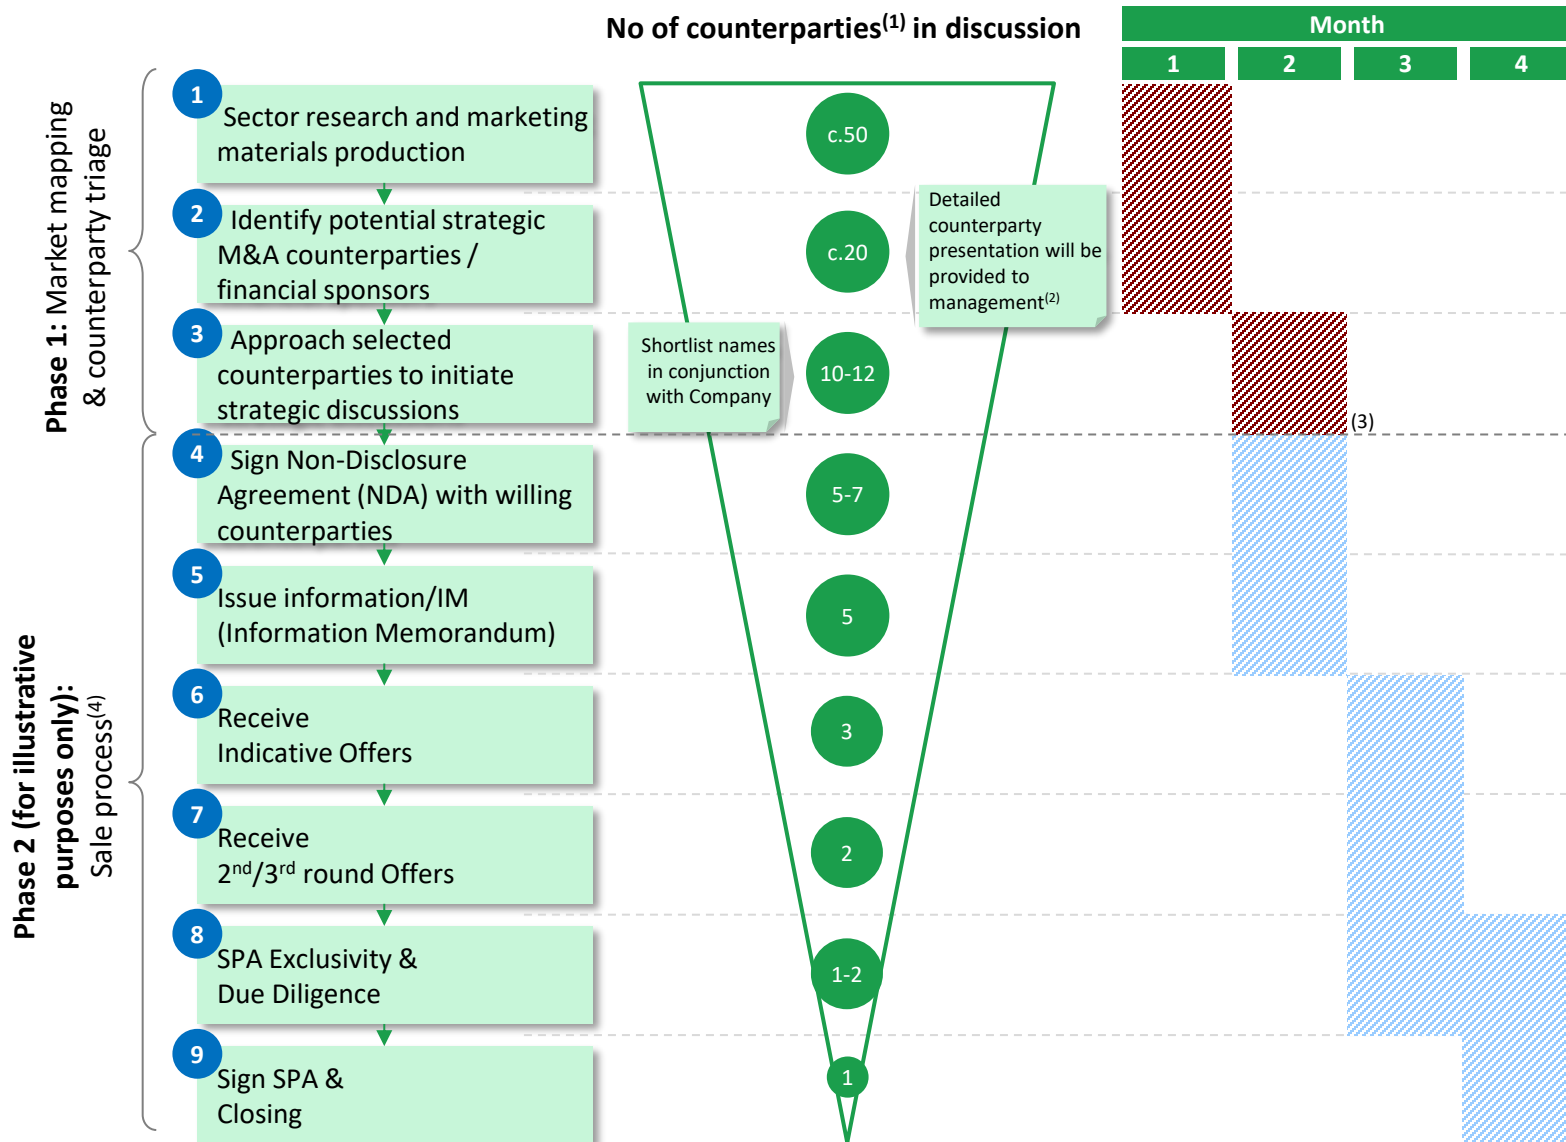 No of counterparties(1) in discussion
Month
1
2
3
4
Phase 1: Market mapping
& counterparty triage
1
Sector research and marketing
materials production
c.50
2
Identify potential strategic
M&A counterparties /
financial sponsors
c.20
Detailed
counterparty
presentation will be
provided to
management(2)
3
Approach selected
counterparties to initiate
strategic discussions
Shortlist names
in conjunction
with Company
10-12
(3)
Phase 2 (for illustrative
purposes only):
Sale process(4)
4
Sign Non-Disclosure
Agreement (NDA) with willing
counterparties
5-7
5
Issue information/IM
(Information Memorandum)
5
6
Receive
Indicative Offers
3
7
Receive
2nd/3rd round Offers
2
8
SPA Exclusivity &
Due Diligence
1-2
9
Sign SPA &
Closing
1